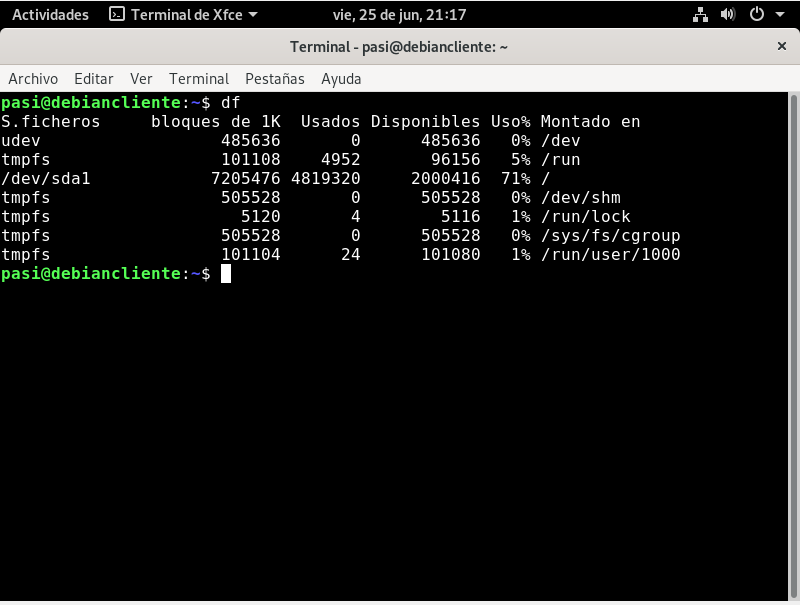 Actividades Terminal de Xfce vie, 25 de jun, 21:17
Terminal - pasi@debiancliente: ~ ×
Archivo Editar Ver Terminal Pestañas Ayuda
pasi@debiancliente:~$ df
S.ficheros     bloques de 1K  Usados Disponibles Uso% Montado en
udev                  485636       0      485636   0% /dev
tmpfs                 101108    4952       96156   5% /run
/dev/sda1            7205476 4819320     2000416  71% /
tmpfs                 505528       0      505528   0% /dev/shm
tmpfs                   5120       4        5116   1% /run/lock
tmpfs                 505528       0      505528   0% /sys/fs/cgroup
tmpfs                 101104      24      101080   1% /run/user/1000
pasi@debiancliente:~$